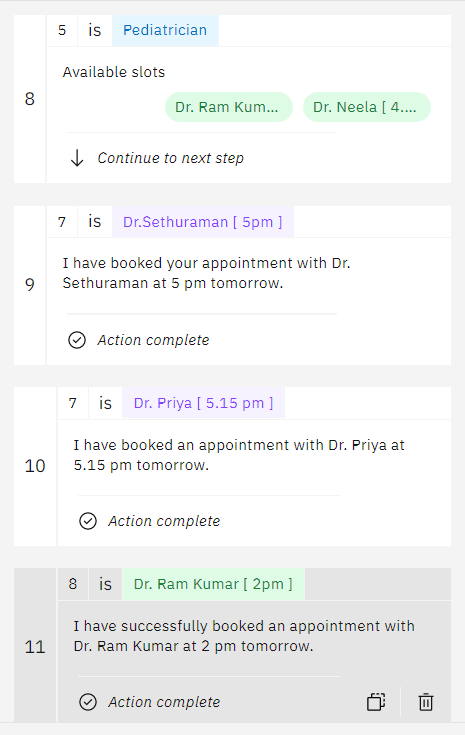 5 is Pediatrician
8
Available slots
Dr. Ram Kum... Dr. Neela [ 4....
Continue to next step
7 is Dr.Sethuraman [ 5pm ]
9
I have booked your appointment with Dr.
Sethuraman at 5 pm tomorrow.
Action complete
7 is Dr. Priya [ 5.15 pm ]
10
I have booked an appointment with Dr. Priya at
5.15 pm tomorrow.
Action complete
8 is Dr. Ram Kumar [ 2pm ]
11
I have successfully booked an appointment with
Dr. Ram Kumar at 2 pm tomorrow.
Action complete